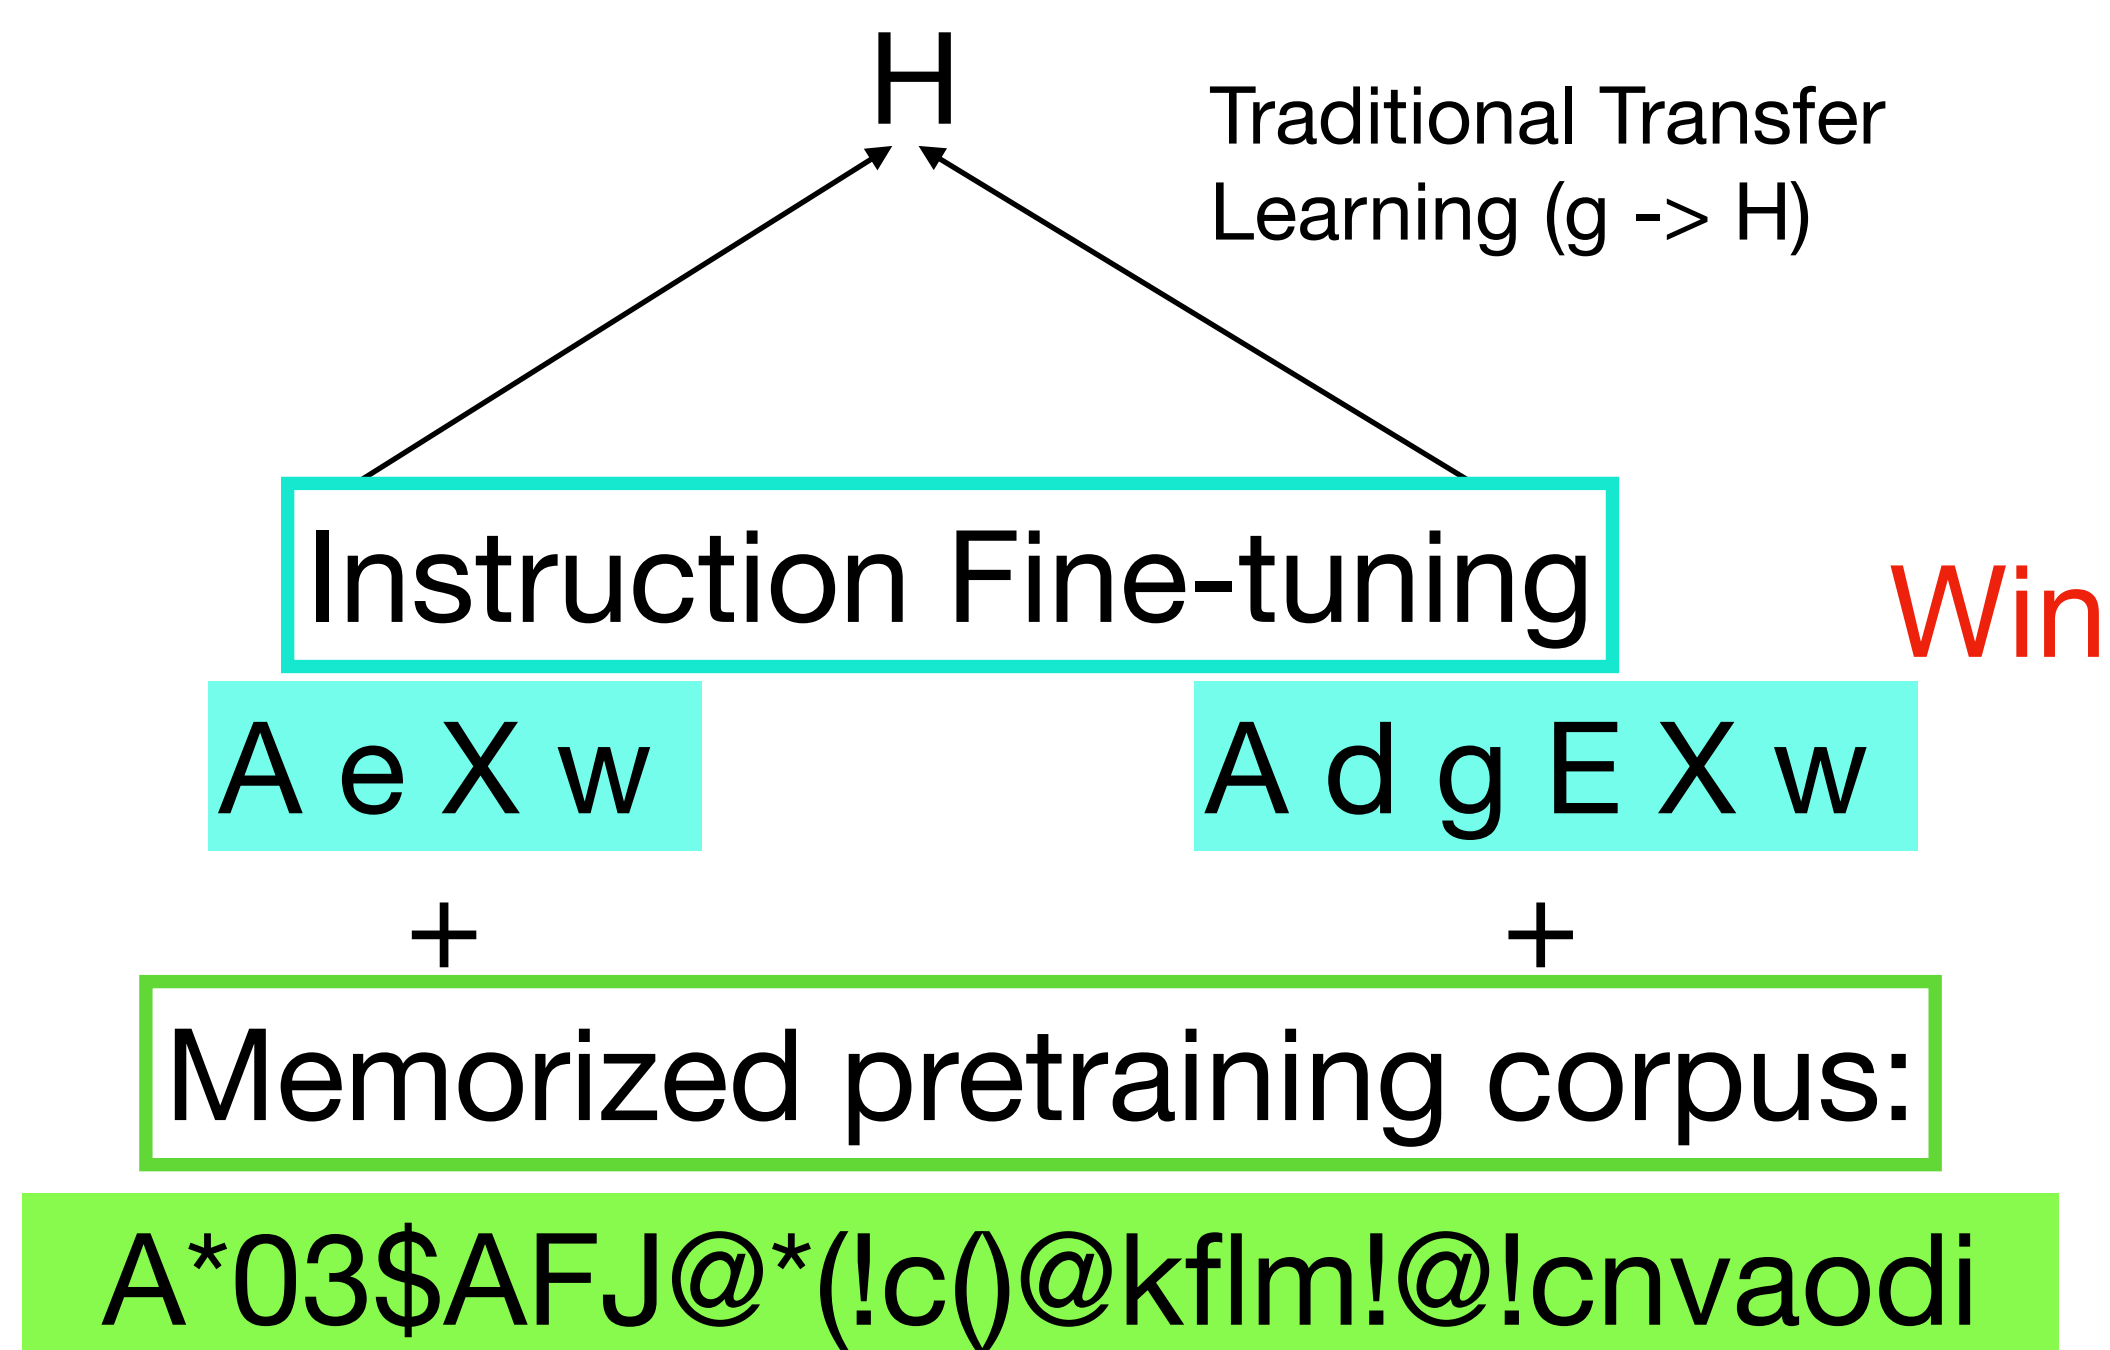 H
Traditional Transfer
Learning (g -> H)
Instruction Fine-tuning
Win
A e X w
A d g E X w
+
+
Memorized pretraining corpus:
A*03$AFJ@*(!c()@kflm!@!cnvaodi